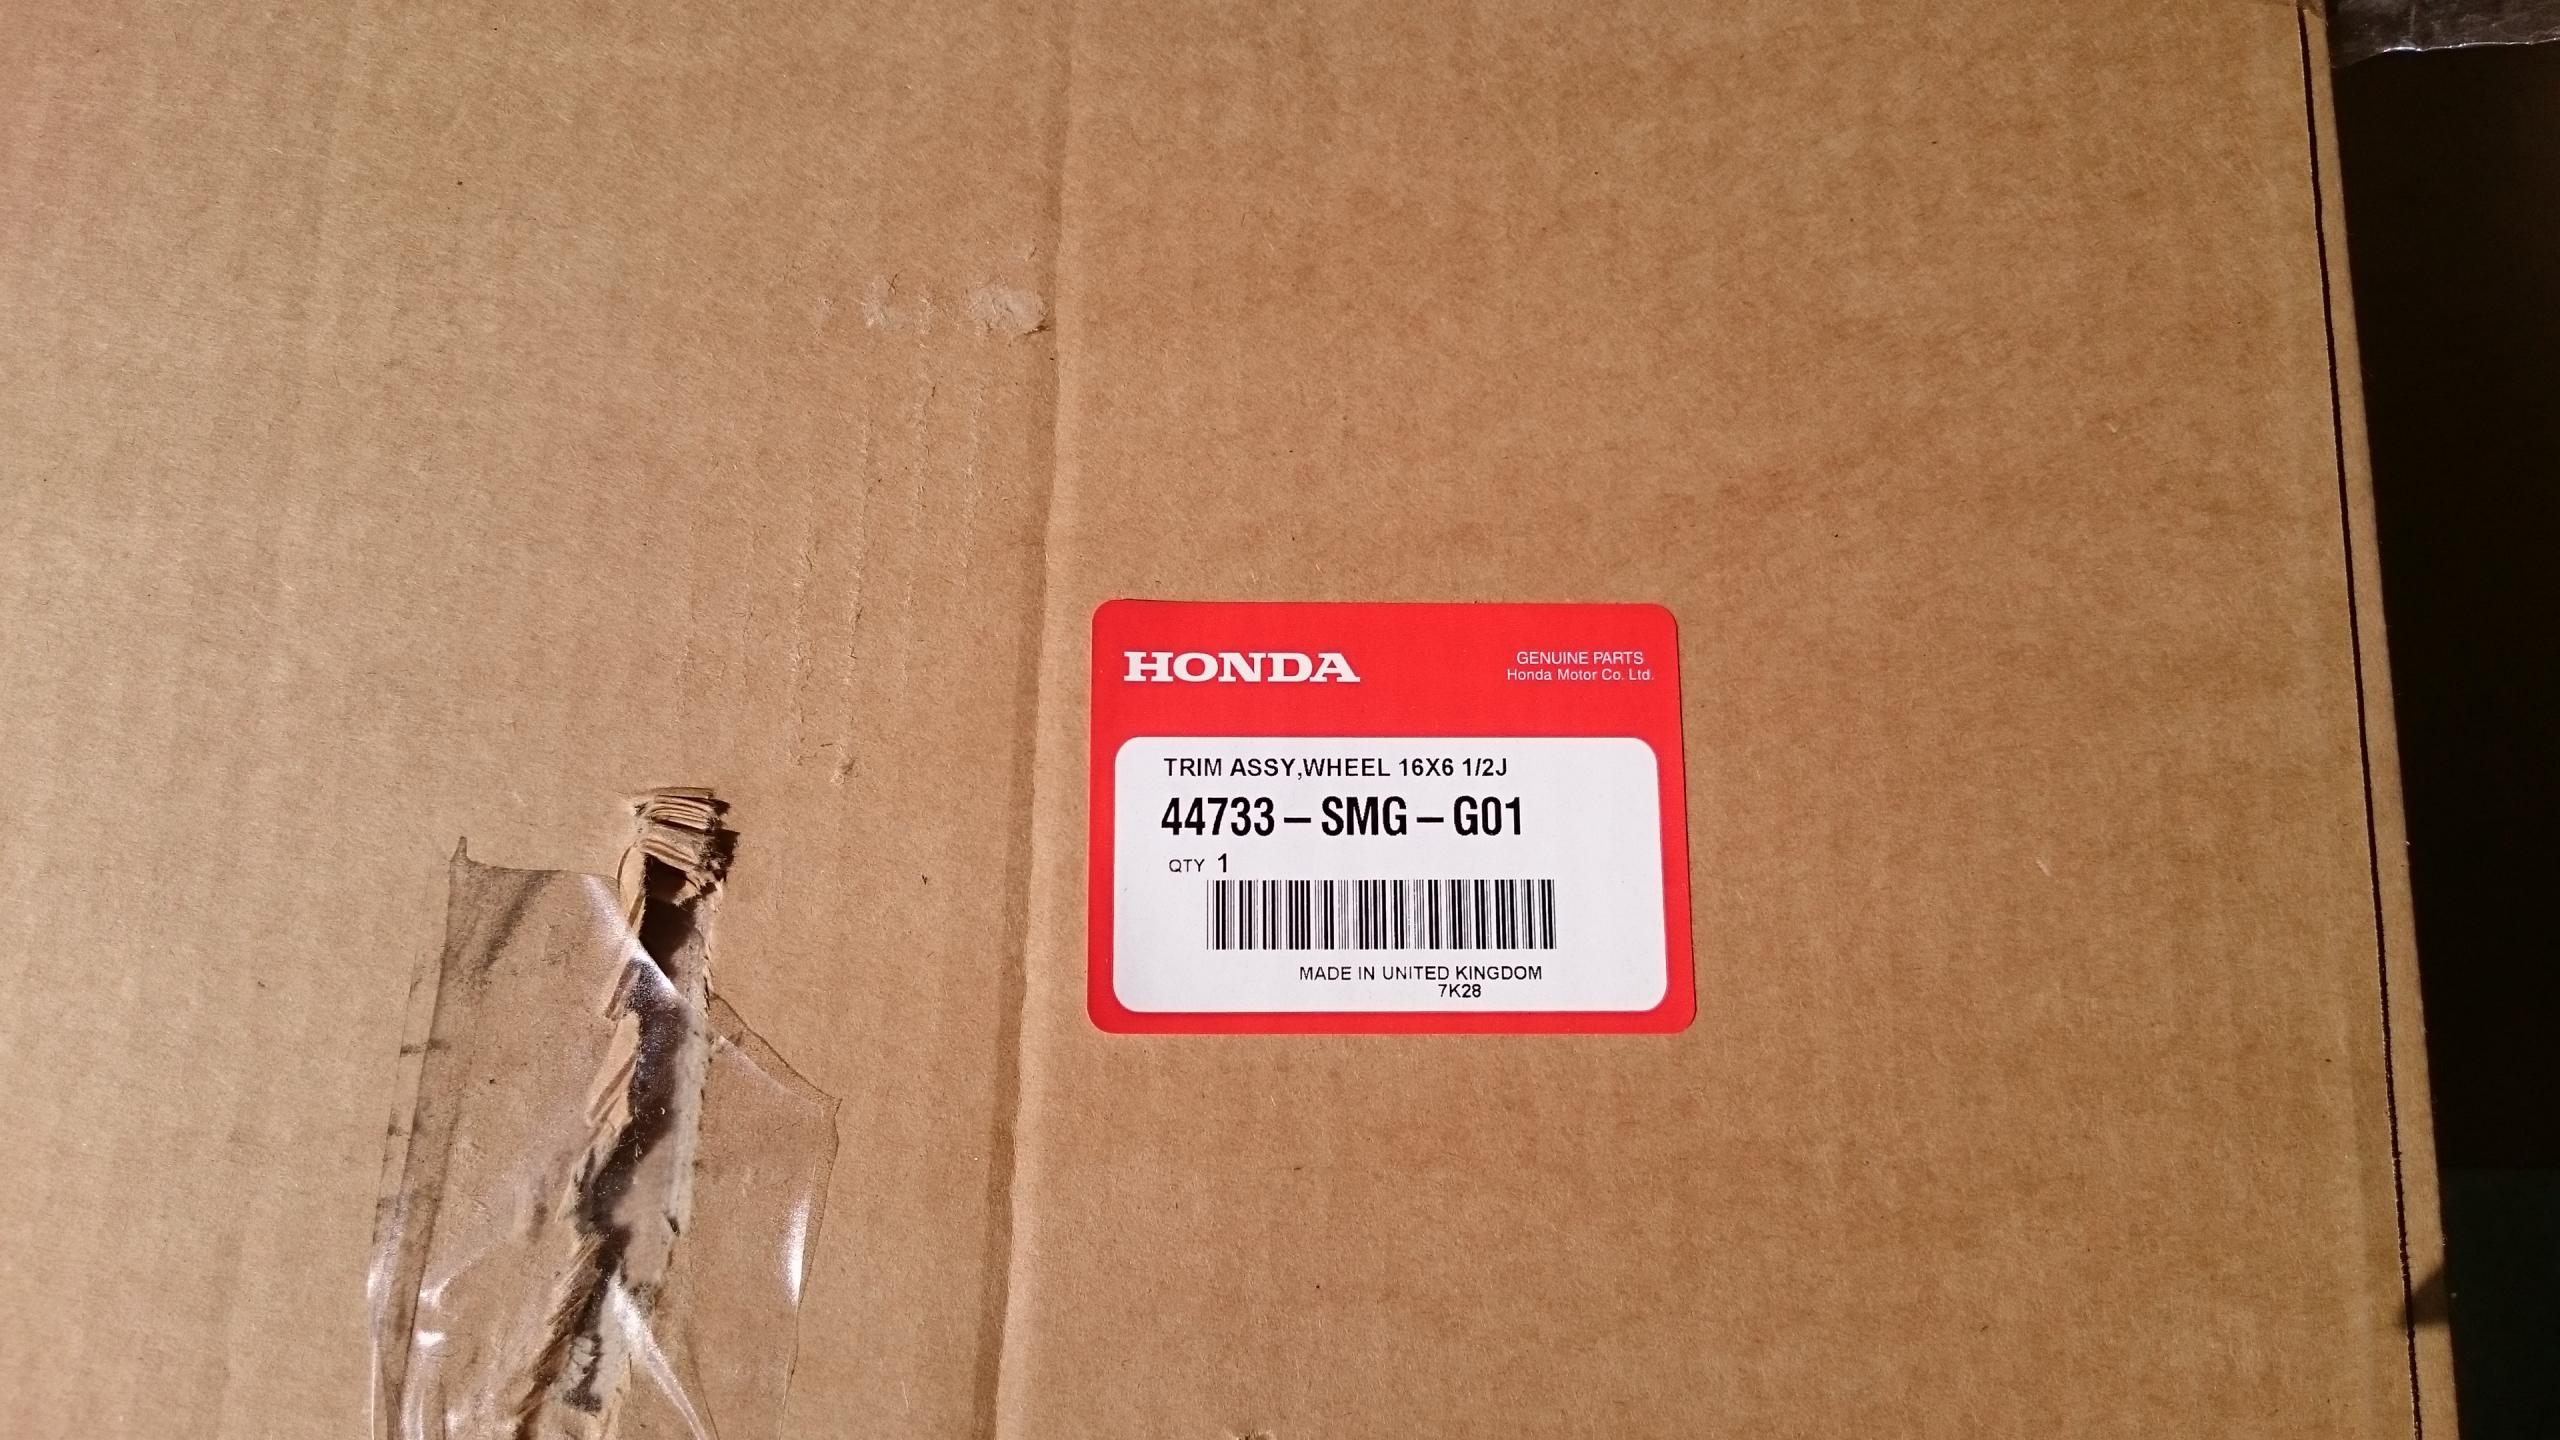 HONDA
GENUINE PARTS
Honda Motor Co. Ltd.
TRIM ASSY,WHEEL 16X6 1/2J
44733-SMG-G01
QTY 1
MADE IN UNITED KINGDOM
7K28